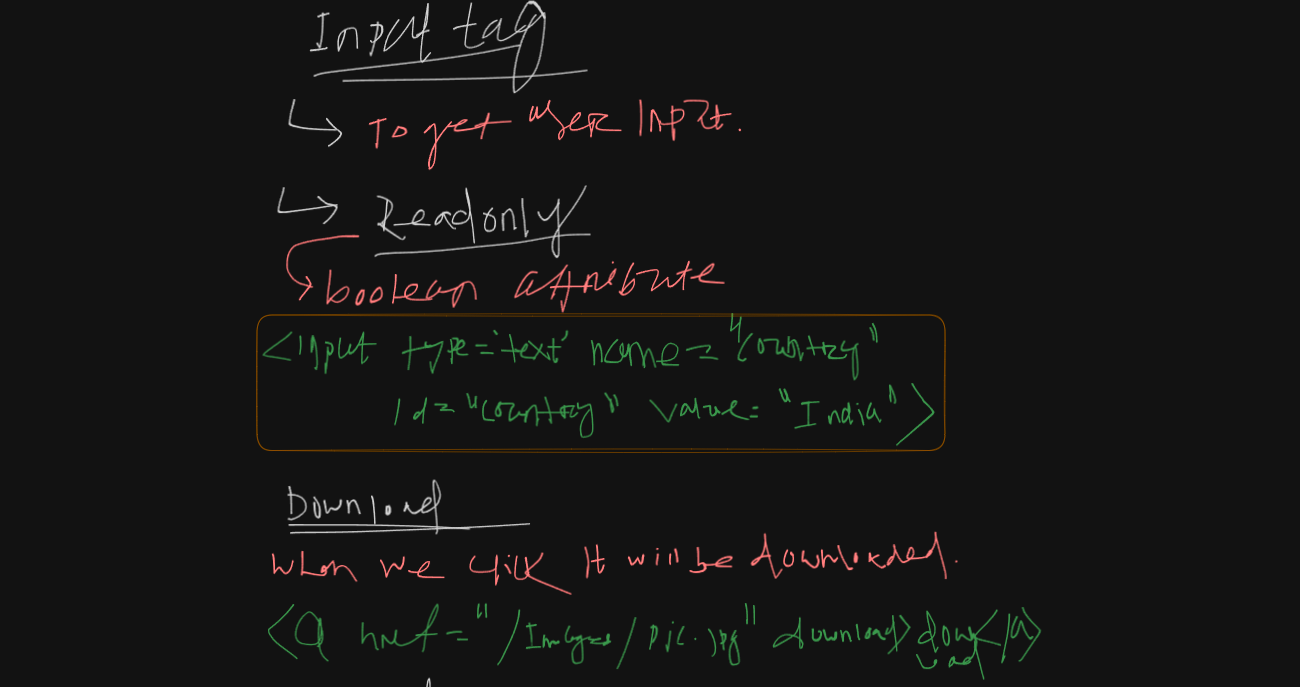 Input tag
To get user Input.
Readonly
boolean attribute
<input type='text' name="Country"
id="Country" value="India">
Download
when we click it will be downloaded.
<a href="/Images/pic.jpg" download>download</a>